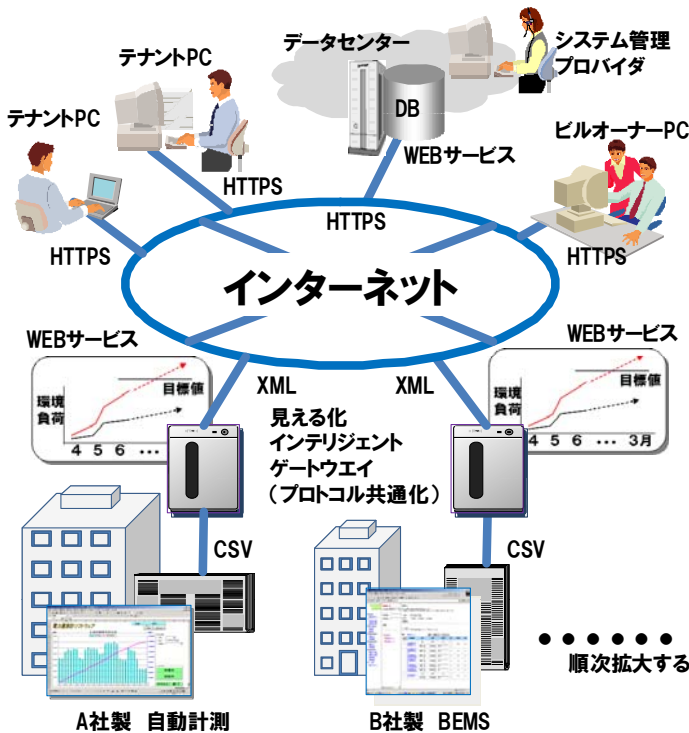 データセンター
システム管理
プロバイダ
テナントPC
テナントPC
DB
WEBサービス
ビルオーナーPC
HTTPS
HTTPS
HTTPS
HTTPS
インターネット
WEBサービス
WEBサービス
XML
XML
環境
負荷
目標値
4 5 6 ・・・
環境
負荷
目標値
4 5 6 ・・・ 3月
見える化
インテリジェント
ゲートウエイ
(プロトコル共通化)
CSV
CSV
●●●●●●
順次拡大する
A社製 自動計測
B社製 BEMS